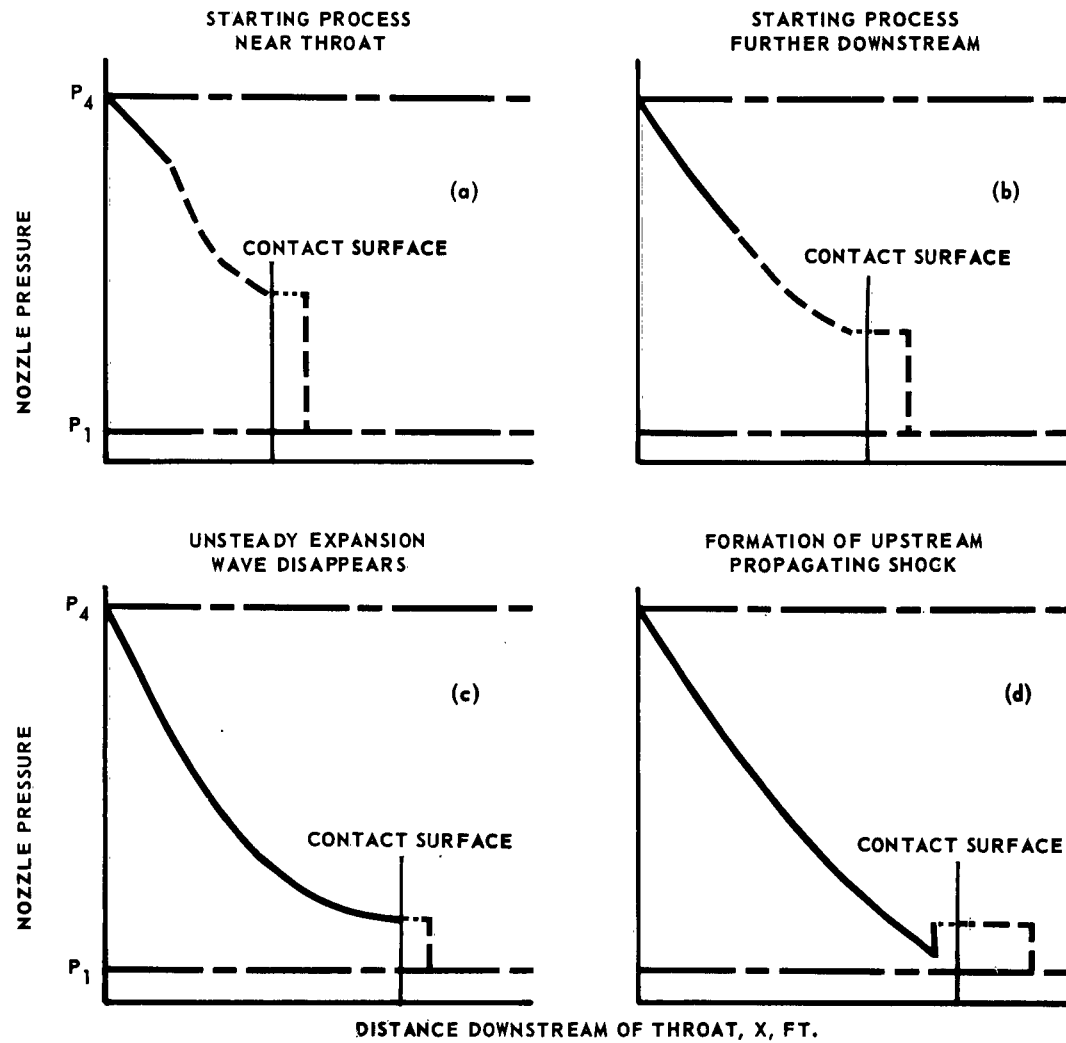 STARTING PROCESS
NEAR THROAT
STARTING PROCESS
FURTHER DOWNSTREAM
P4
(a)
(b)
CONTACT SURFACE
CONTACT SURFACE
NOZZLE PRESSURE
P1
UNSTEADY EXPANSION
WAVE DISAPPEARS
FORMATION OF UPSTREAM
PROPAGATING SHOCK
P4
(c)
(d)
CONTACT SURFACE
CONTACT SURFACE
NOZZLE PRESSURE
P1
DISTANCE DOWNSTREAM OF THROAT, X, FT.